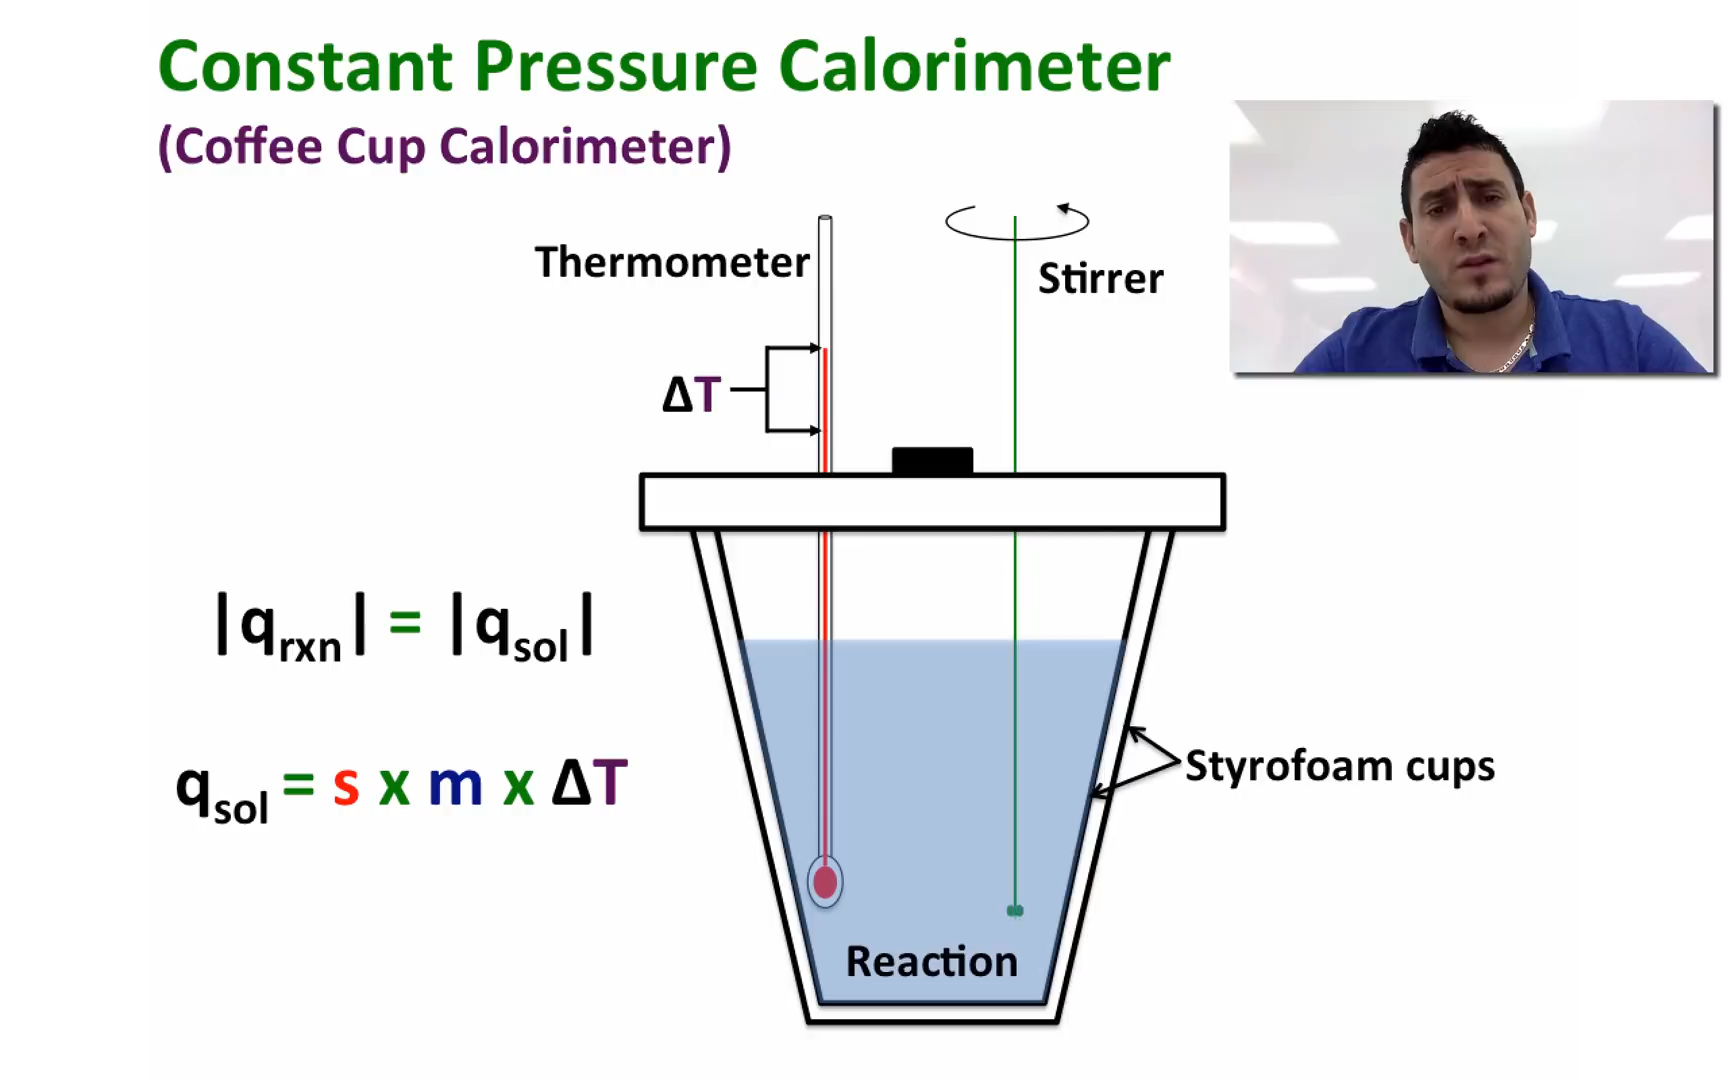 Constant Pressure Calorimeter
(Coffee Cup Calorimeter)
Thermometer
Stirrer
ΔT
|qrxn| = |qsol|
qsol = s x m x ΔT
Styrofoam cups
Reaction